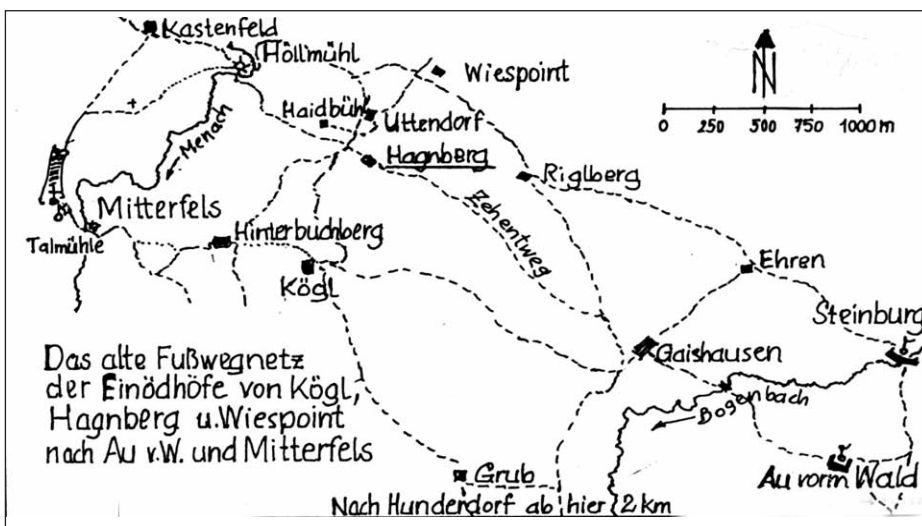 Kastenfeld
Höllmühl
Wiespoint
N
0 250 500 750 1000 m
Haidbühl
Uttendorf
Hagnberg
Menach
Riglberg
Zehentweg
Mitterfels
Talmühle
Hinterbuchberg
Kögl
Ehren
Steinburg
Gaishausen
Bogenbach
Das alte Fußwegnetz
der Einödhöfe von Kögl,
Hagnberg u. Wiespoint
nach Au v.W. und Mitterfels
Grub
Au vorm Wald
Nach Hunderdorf ab hier 2 km